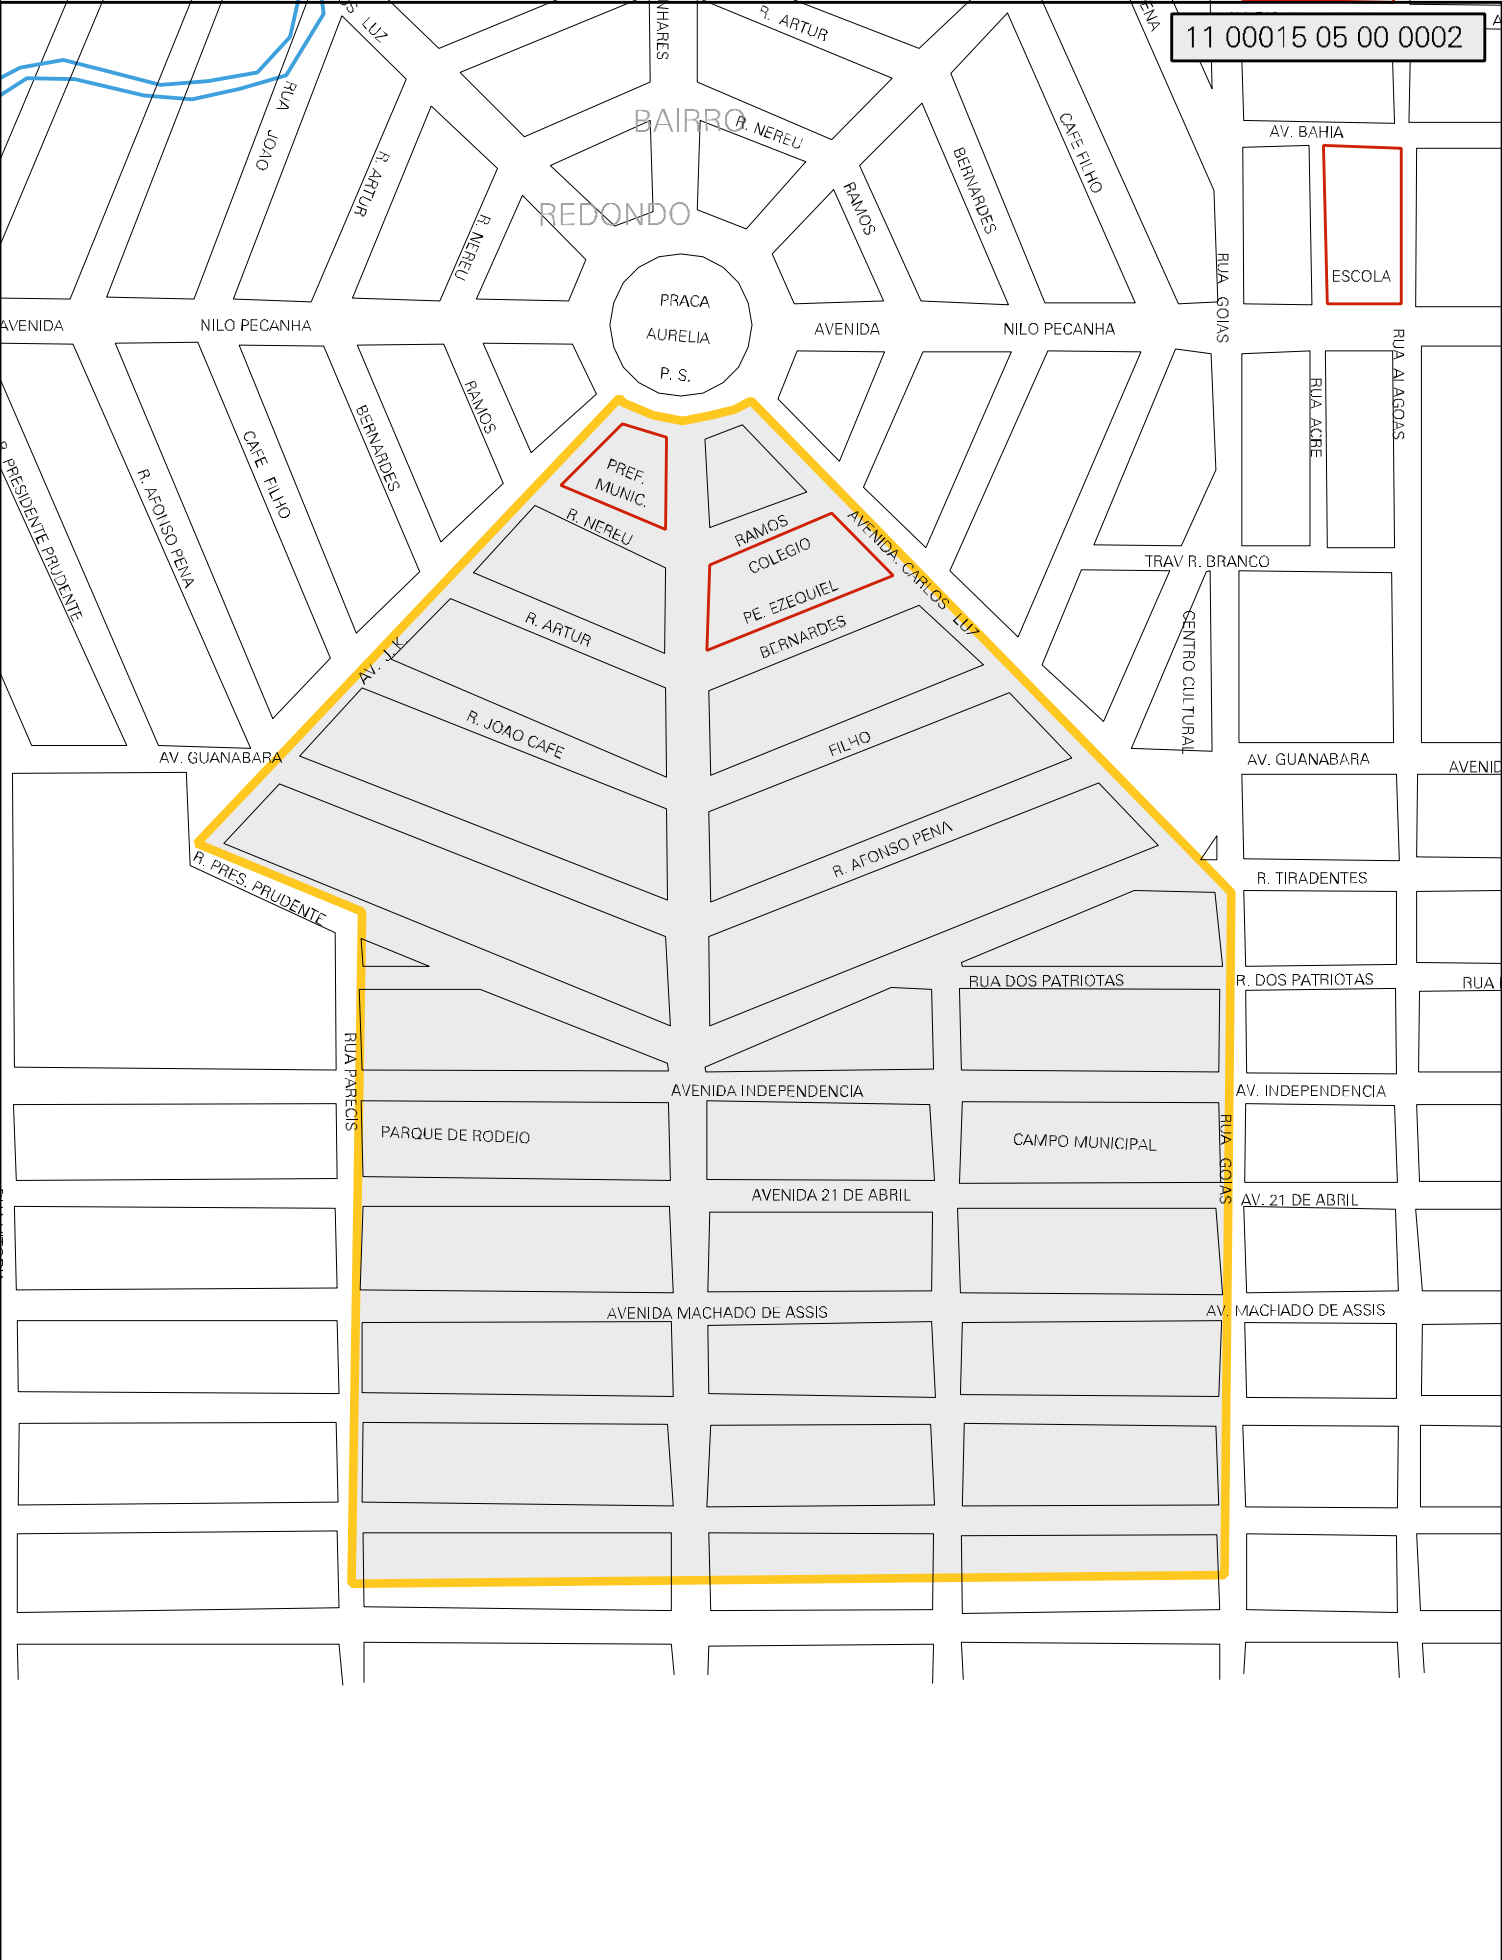 11 00015 05 00 0002
LUZ
R. ARTUR
BAIRRO
R. NEREU
REDONDO
RUA JOAO
R. ARTUR
R. NEREU
RAMOS
BERNARDES
CAFE FILHO
AV. BAHIA
ESCOLA
RUA GOIAS
PRACA
AURELIA
P. S.
AVENIDA
NILO PECANHA
AVENIDA
NILO PECANHA
RUA ALAGOAS
RUA ACRE
R. PRESIDENTE PRUDENTE
R. AFONSO PENA
CAFE FILHO
BERNARDES
RAMOS
PREF.
MUNIC.
R. NEREU
RAMOS
COLEGIO
PE. EZEQUIEL
BERNARDES
AVENIDA. CARLOS LUZ
TRAV R. BRANCO
CENTRO CULTURAL
R. ARTUR
AV. J.K.
R. JOAO CAFE
FILHO
AV. GUANABARA
AV. GUANABARA
AVENID
R. AFONSO PENA
R. PRES. PRUDENTE
R. TIRADENTES
RUA DOS PATRIOTAS
R. DOS PATRIOTAS
RUA
RUA PARECIS
AVENIDA INDEPENDENCIA
AV. INDEPENDENCIA
PARQUE DE RODEIO
CAMPO MUNICIPAL
RUA GOIAS
AVENIDA 21 DE ABRIL
AV. 21 DE ABRIL
AVENIDA MACHADO DE ASSIS
AV. MACHADO DE ASSIS